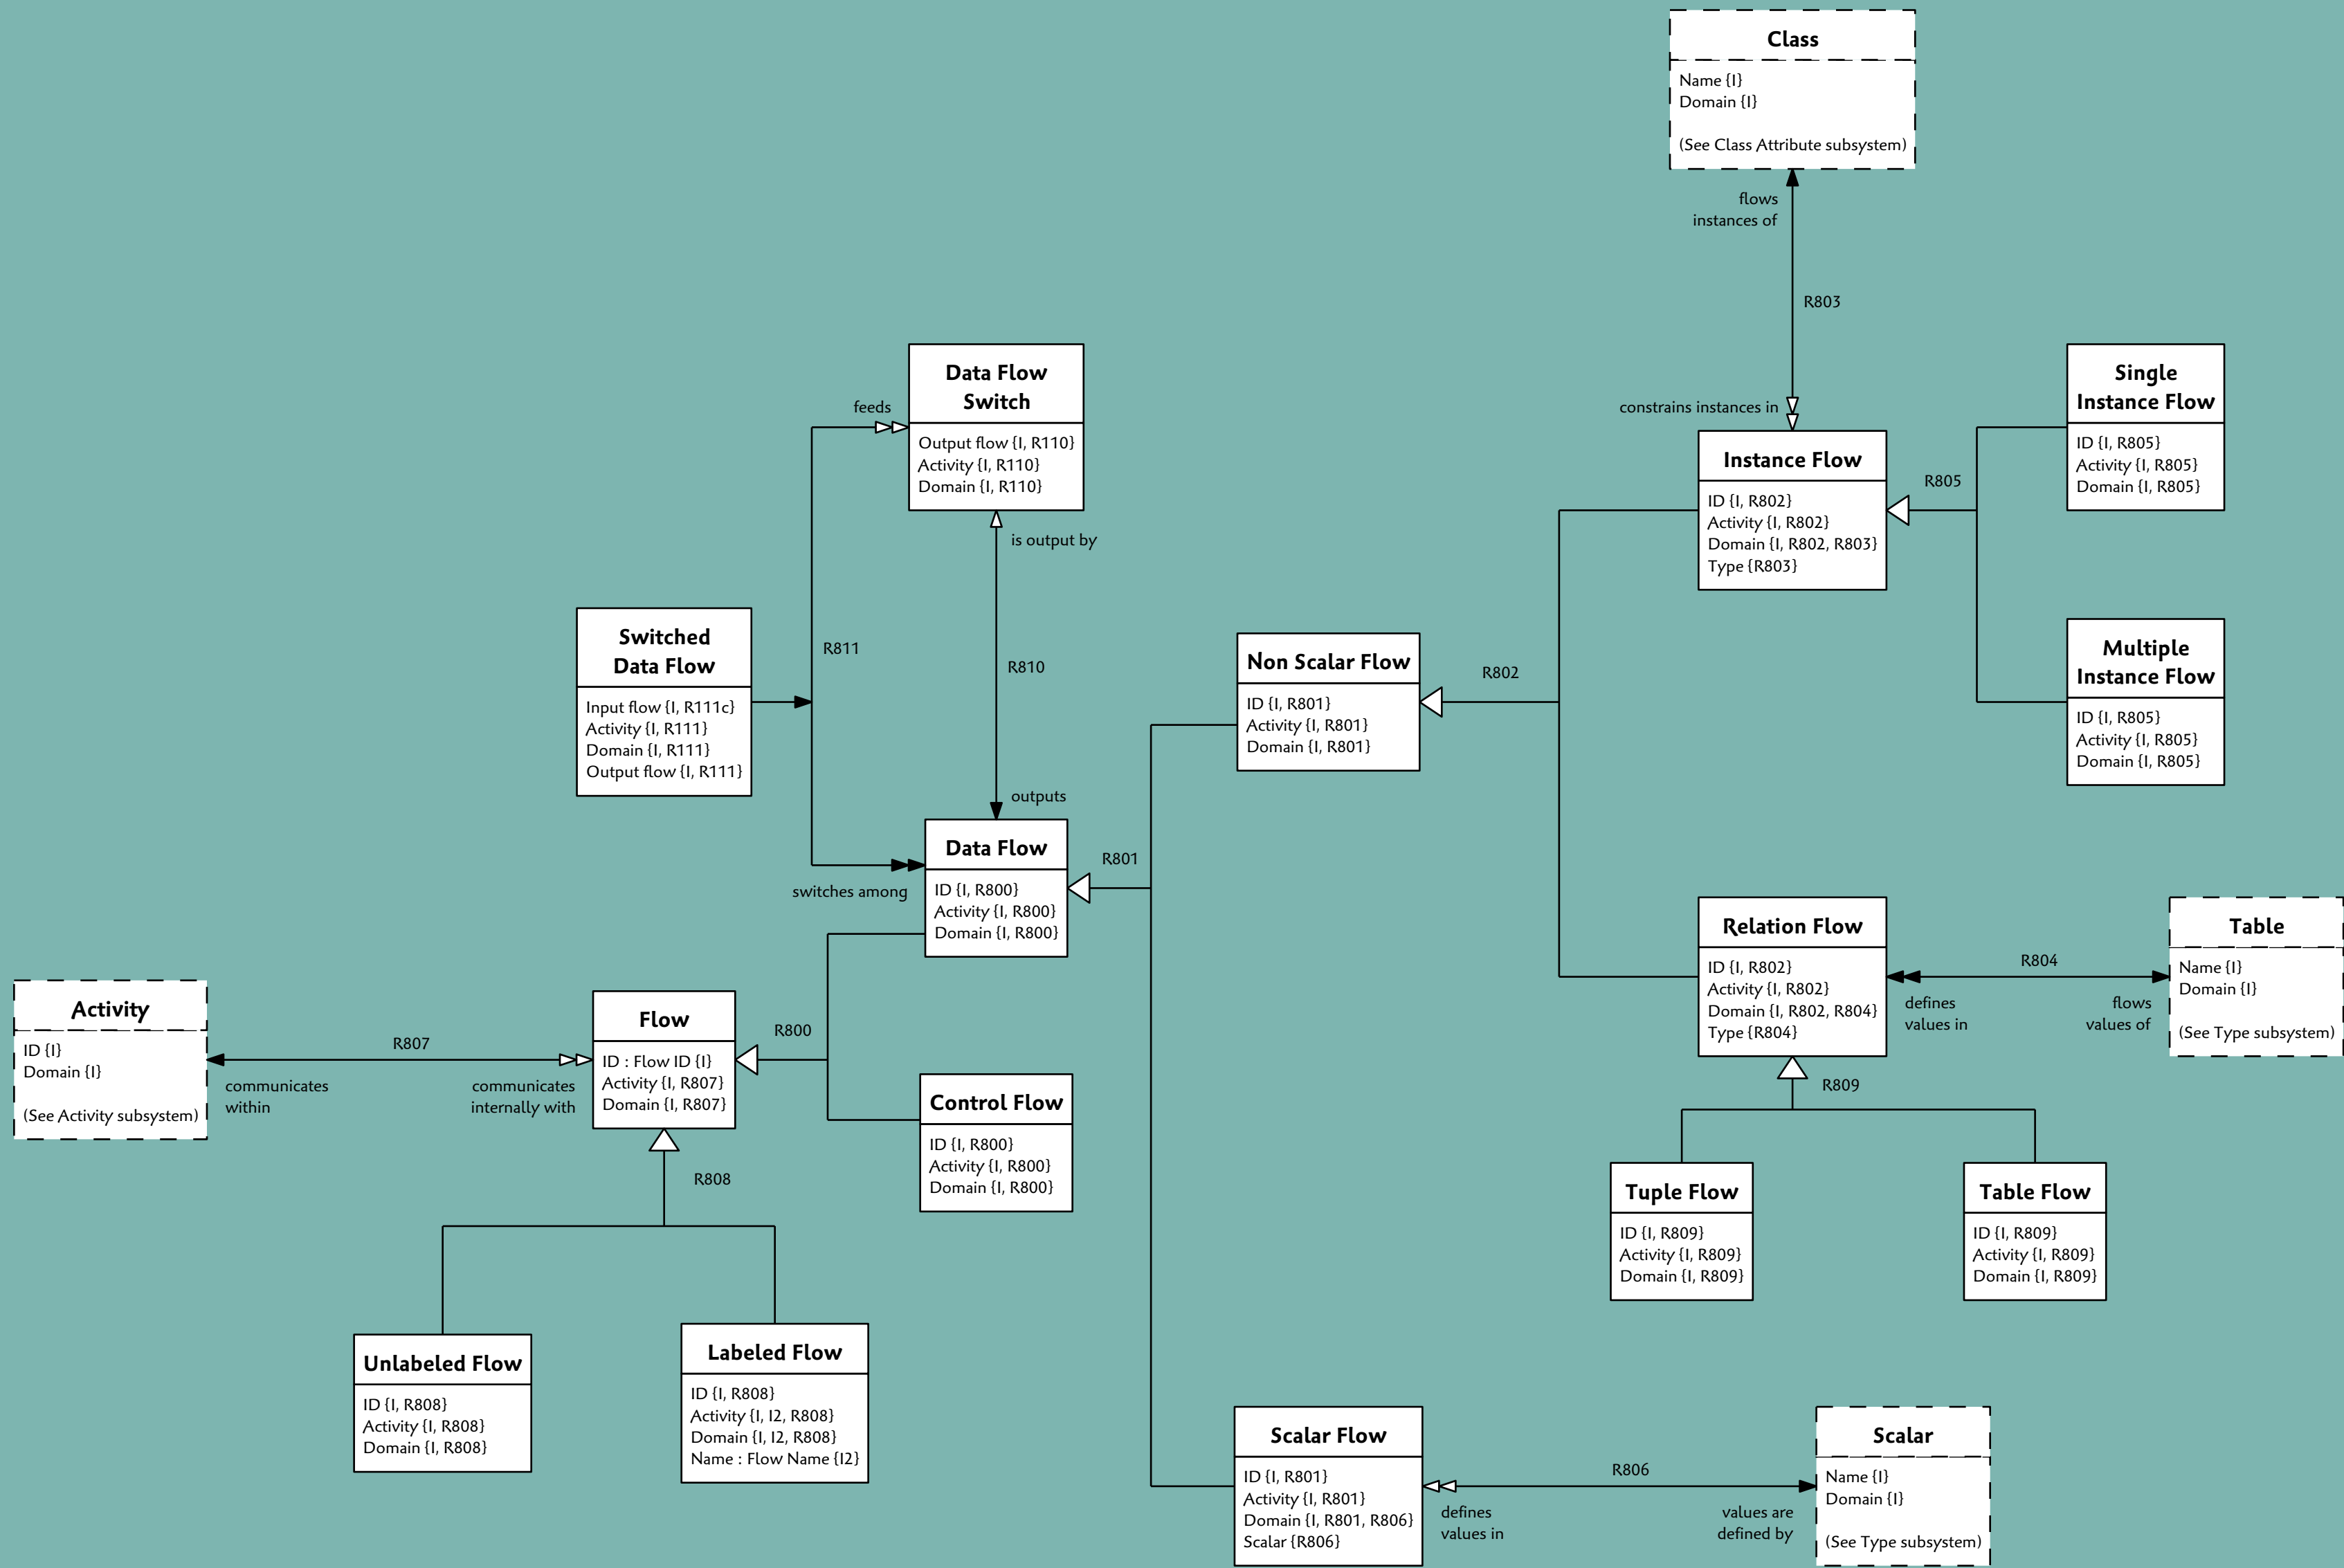 Class
Name {I}
Domain {I}
(See Class Attribute subsystem)
flows
instances of
R803
constrains instances in
Data Flow
Switch
Output flow {I, R110}
Activity {I, R110}
Domain {I, R110}
feeds
is output by
R811
R810
outputs
switches among
Switched
Data Flow
Input flow {I, R111c}
Activity {I, R111}
Domain {I, R111}
Output flow {I, R111}
Single
Instance Flow
ID {I, R805}
Activity {I, R805}
Domain {I, R805}
Instance Flow
ID {I, R802}
Activity {I, R802}
Domain {I, R802, R803}
Type {R803}
R805
Multiple
Instance Flow
ID {I, R805}
Activity {I, R805}
Domain {I, R805}
Non Scalar Flow
ID {I, R801}
Activity {I, R801}
Domain {I, R801}
R802
Data Flow
ID {I, R800}
Activity {I, R800}
Domain {I, R800}
R801
Relation Flow
ID {I, R802}
Activity {I, R802}
Domain {I, R802, R804}
Type {R804}
R804
defines
values in
flows
values of
Table
Name {I}
Domain {I}
(See Type subsystem)
Activity
ID {I}
Domain {I}
(See Activity subsystem)
R807
communicates
within
communicates
internally with
Flow
ID : Flow ID {I}
Activity {I, R807}
Domain {I, R807}
R800
Control Flow
ID {I, R800}
Activity {I, R800}
Domain {I, R800}
R808
R809
Tuple Flow
ID {I, R809}
Activity {I, R809}
Domain {I, R809}
Table Flow
ID {I, R809}
Activity {I, R809}
Domain {I, R809}
Unlabeled Flow
ID {I, R808}
Activity {I, R808}
Domain {I, R808}
Labeled Flow
ID {I, R808}
Activity {I, I2, R808}
Domain {I, I2, R808}
Name : Flow Name {I2}
Scalar Flow
ID {I, R801}
Activity {I, R801}
Domain {I, R801, R806}
Scalar {R806}
R806
defines
values in
values are
defined by
Scalar
Name {I}
Domain {I}
(See Type subsystem)